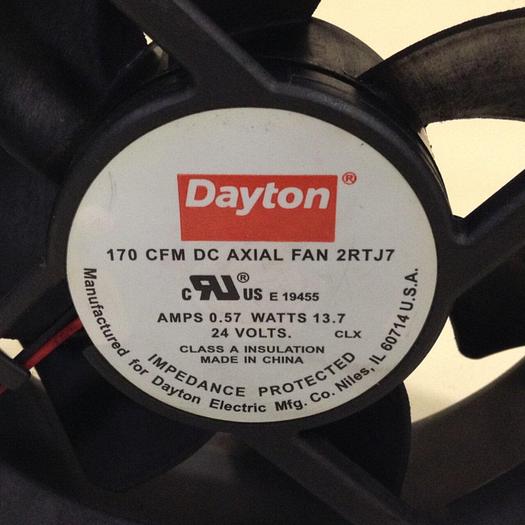 Dayton®
170 CFM DC AXIAL FAN 2RTJ7
c RU® US E 19455
AMPS 0.57 WATTS 13.7
24 VOLTS. CLX
CLASS A INSULATION
MADE IN CHINA
IMPEDANCE PROTECTED
Manufactured for Dayton Electric Mfg. Co. Niles, IL 60714 U.S.A.